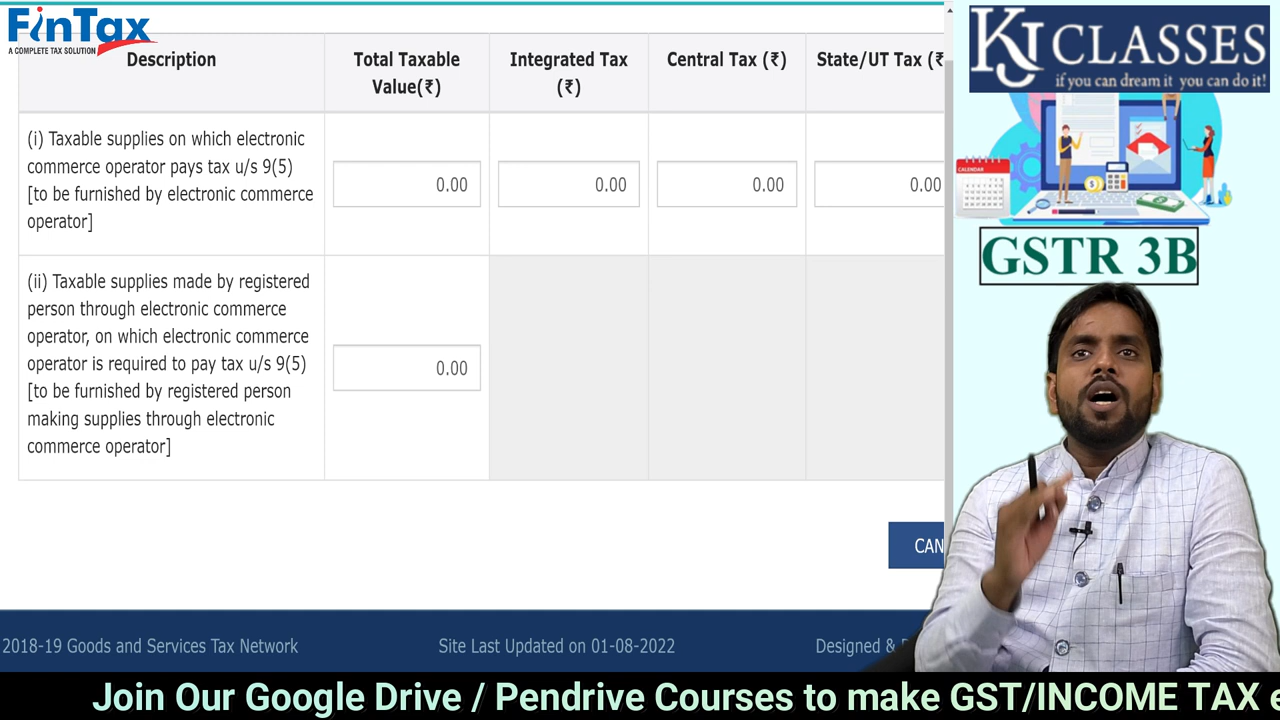 FinTax
A COMPLETE TAX SOLUTION
Description
Total Taxable
Value(₹)
Integrated Tax
(₹)
Central Tax (₹)
State/UT Tax (₹
(i) Taxable supplies on which electronic
commerce operator pays tax u/s 9(5)
[to be furnished by electronic commerce
operator]
0.00
0.00
0.00
0.00
(ii) Taxable supplies made by registered
person through electronic commerce
operator, on which electronic commerce
operator is required to pay tax u/s 9(5)
[to be furnished by registered person
making supplies through electronic
commerce operator]
0.00
CAN
2018-19 Goods and Services Tax Network
Site Last Updated on 01-08-2022
Designed &
KJ CLASSES
if you can dream it you can do it!
CALENDAR
GSTR 3B
Join Our Google Drive / Pendrive Courses to make GST/INCOME TAX e